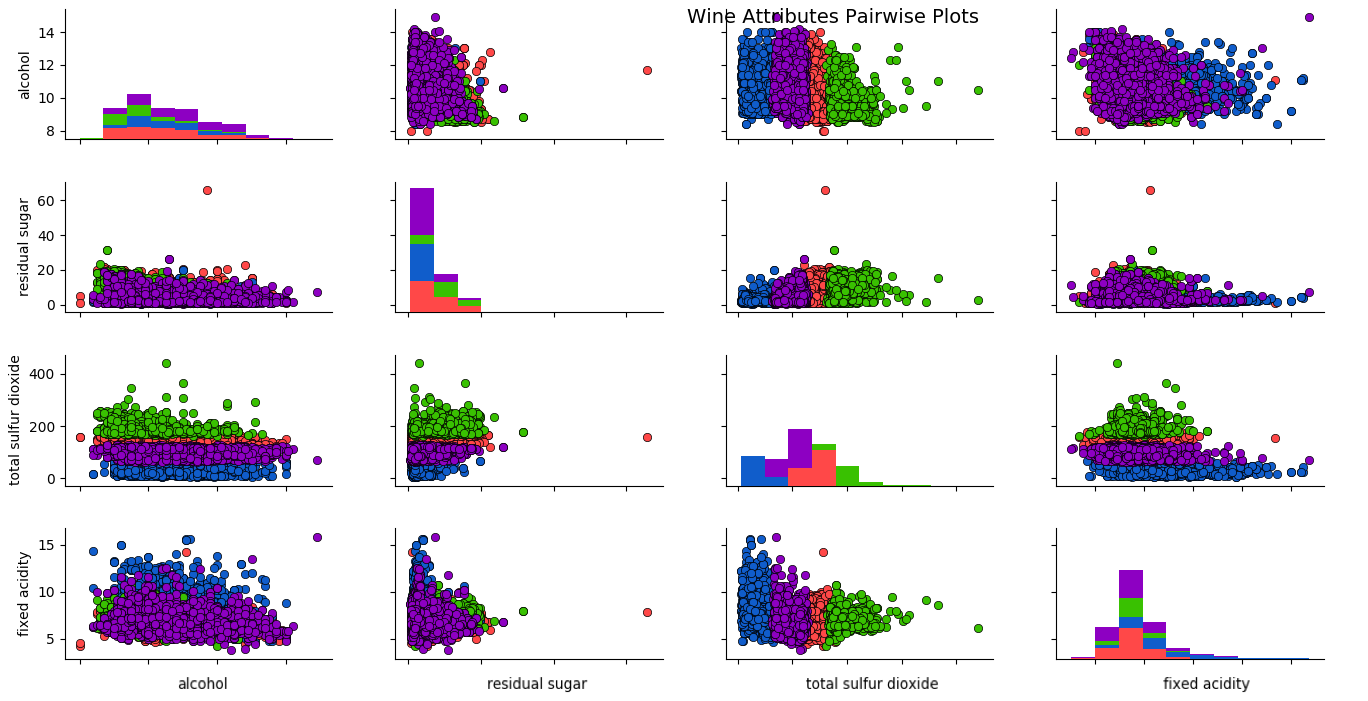 Wine Attributes Pairwise Plots
14
12
10
8
alcohol
60
40
20
0
residual sugar
400
200
0
total sulfur dioxide
15
10
5
fixed acidity
alcohol
residual sugar
total sulfur dioxide
fixed acidity